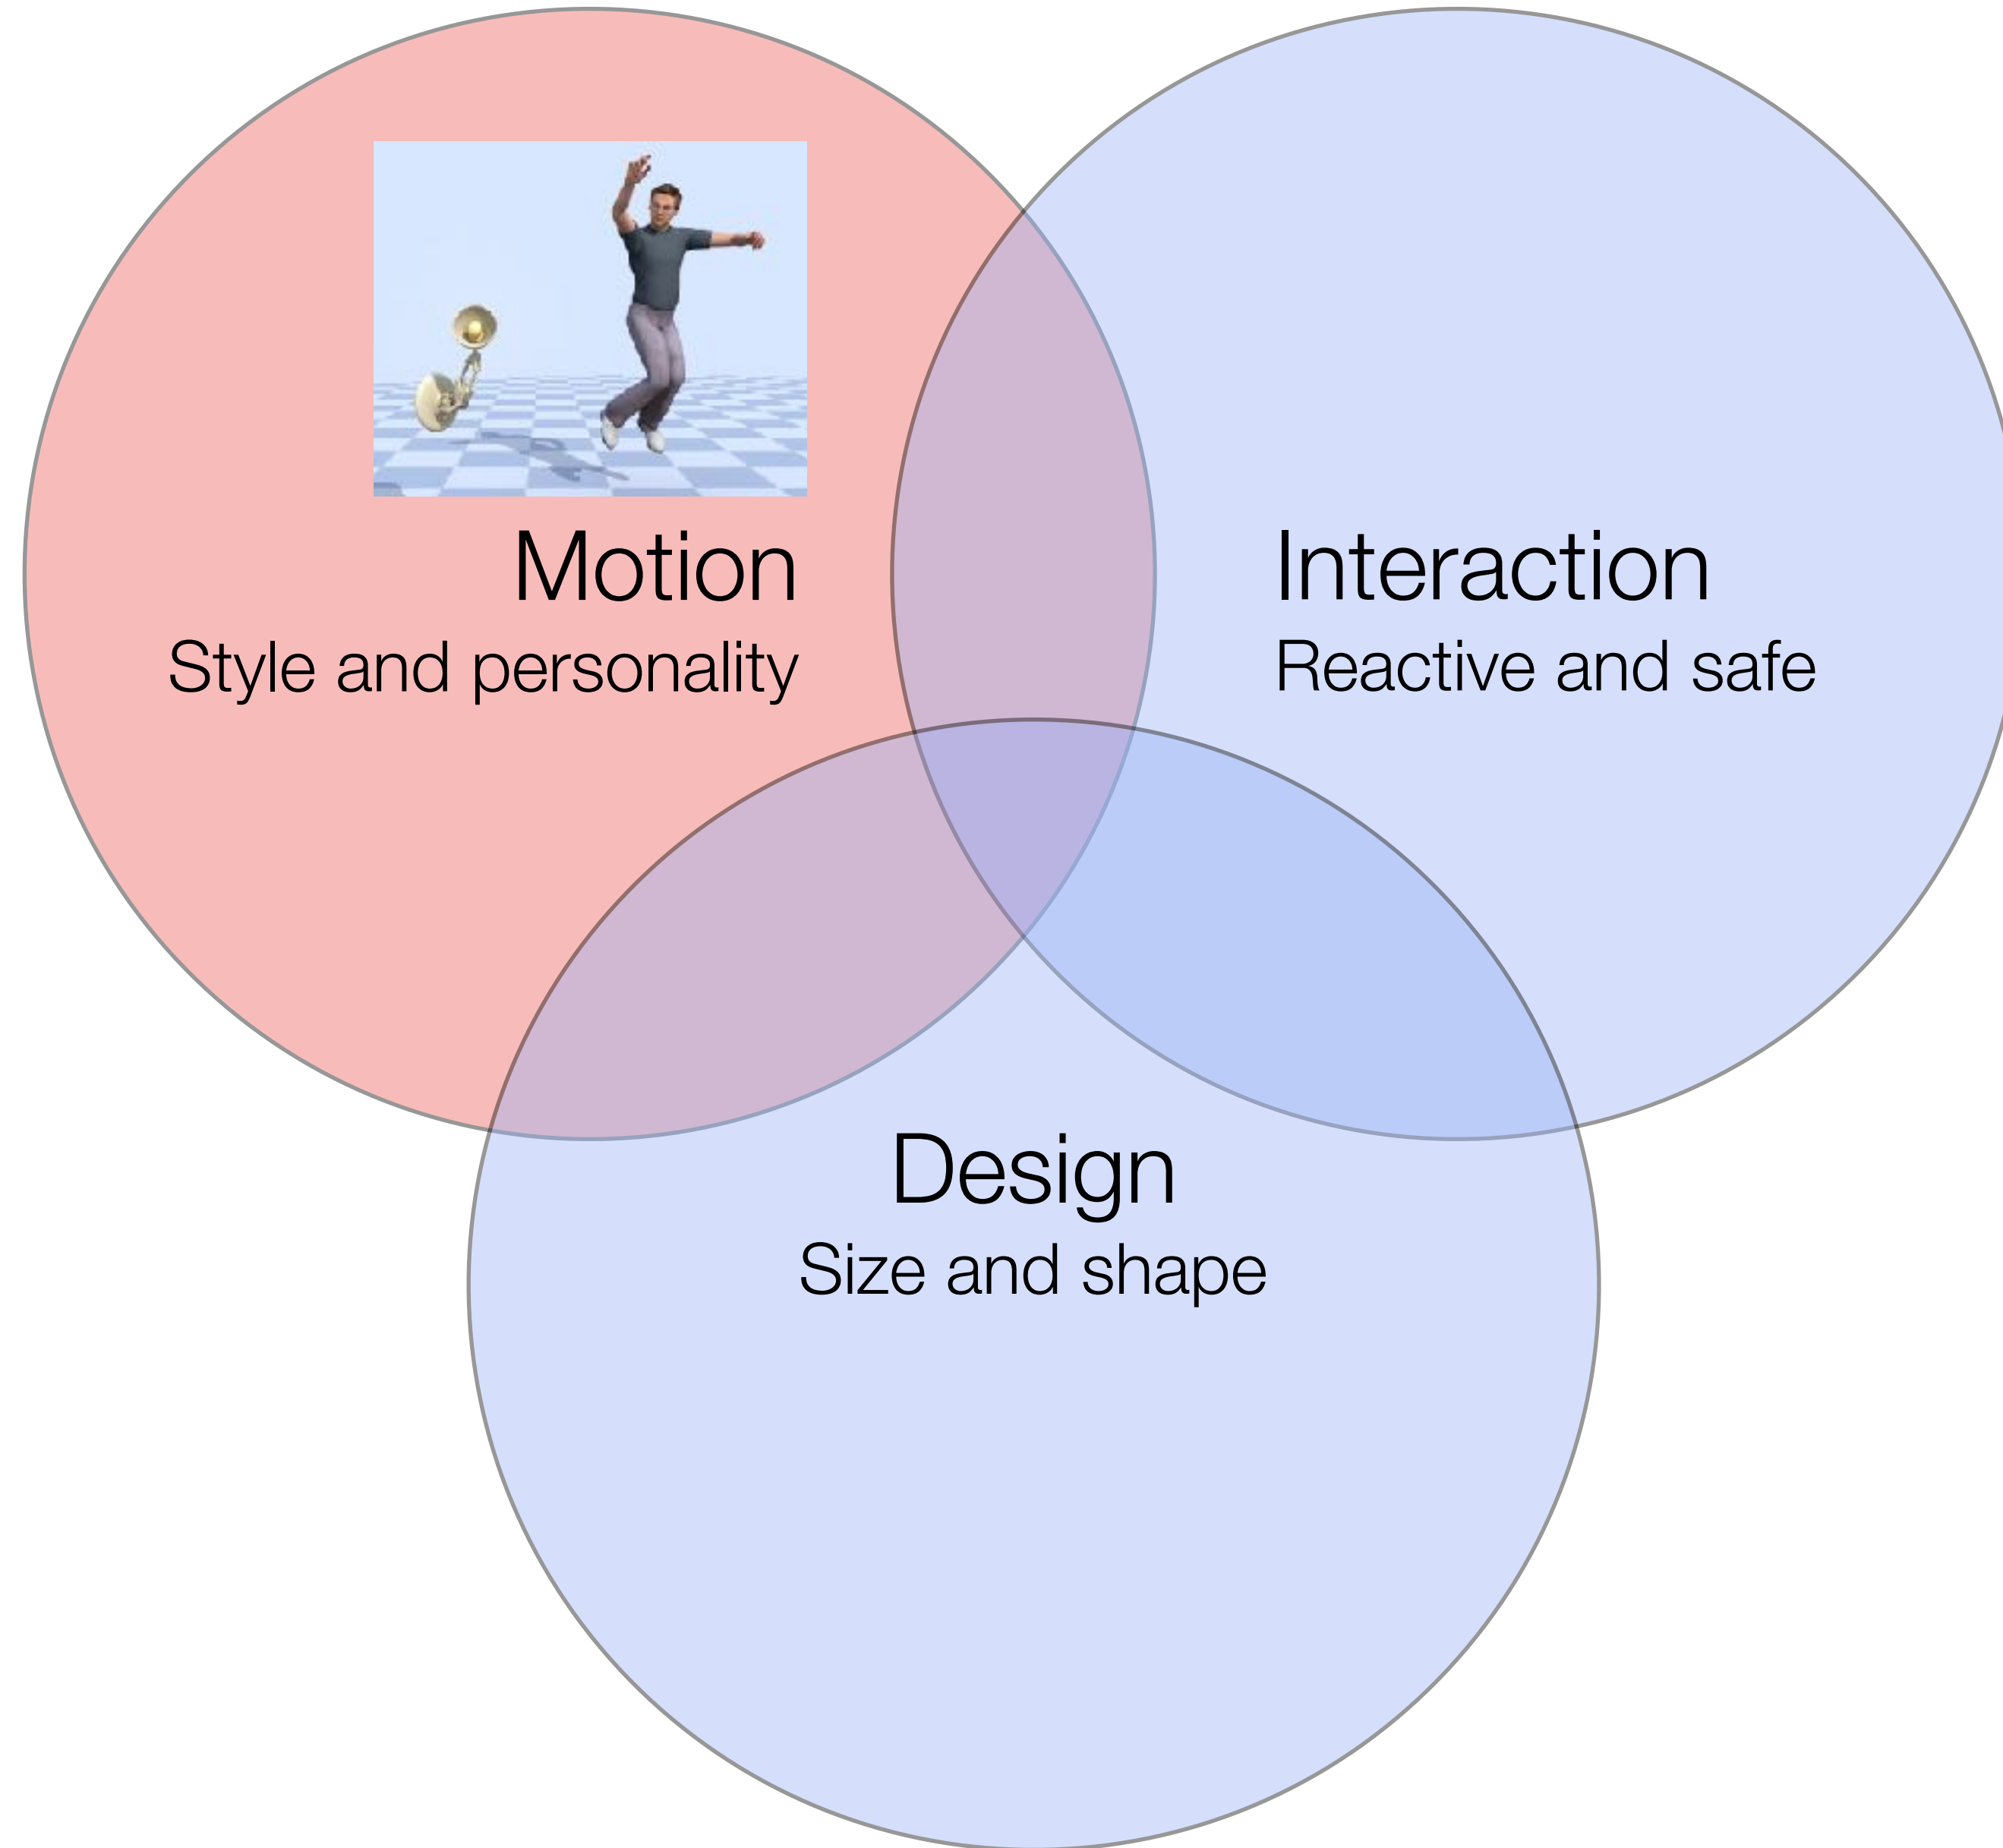 Motion
Style and personality
Interaction
Reactive and safe
Design
Size and shape